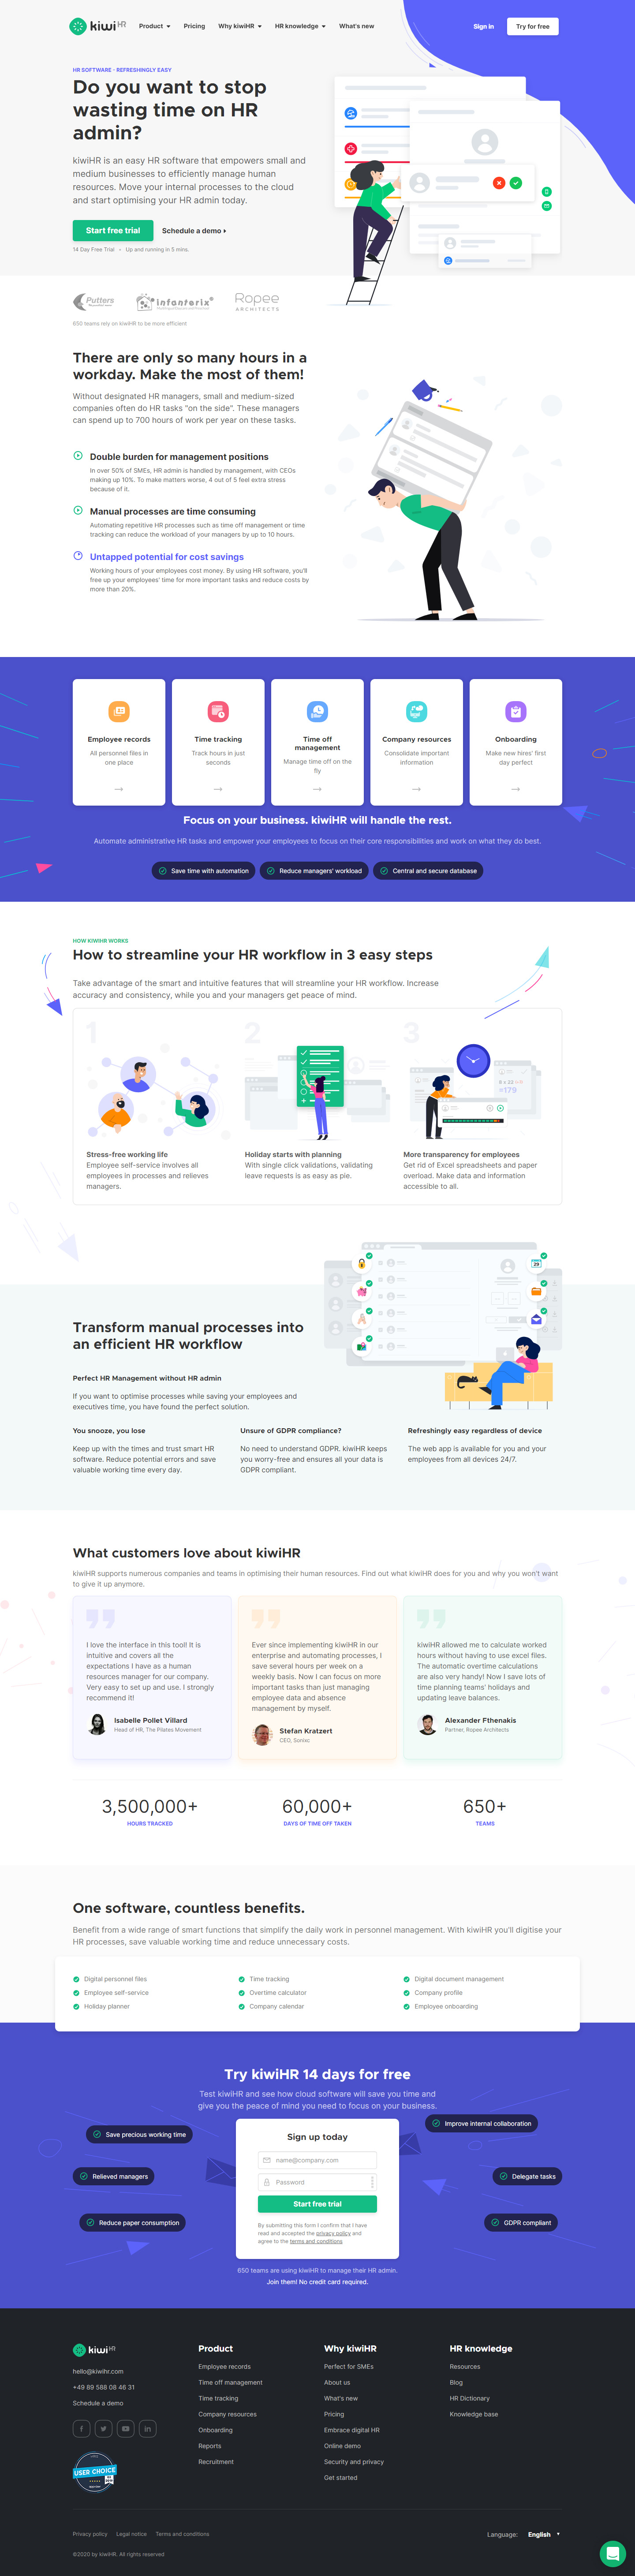 kiwi HR
Product
Pricing
Why kiwiHR
HR knowledge
What's new
Sign in
Try for free
HR SOFTWARE - REFRESHINGLY EASY
Do you want to stop
wasting time on HR
admin?
kiwiHR is an easy HR software that empowers small and
medium businesses to efficiently manage human
resources. Move your internal processes to the cloud
and start optimising your HR admin today.
Start free trial
Schedule a demo
14 Day Free Trial • Up and running in 5 mins.
Putters
infanterix
Ropee
ARCHITECTS
650 teams rely on kiwiHR to be more efficient
There are only so many hours in a
workday. Make the most of them!
Without designated HR managers, small and medium-sized
companies often do HR tasks "on the side". These managers
can spend up to 700 hours of work per year on these tasks.
Double burden for management positions
In over 50% of SMEs, HR admin is handled by management, with CEOs
making up 10%. To make matters worse, 4 out of 5 feel extra stress
because of it.
Manual processes are time consuming
Automating repetitive HR processes such as time off management or time
tracking can reduce the workload of your managers by up to 10 hours.
Untapped potential for cost savings
Working hours of your employees cost money. By using HR software, you'll
free up your employees' time for more important tasks and reduce costs by
more than 20%.
Employee records
All personnel files in
one place
Time tracking
Track hours in just
seconds
Time off
management
Manage time off on the
fly
Company resources
Consolidate important
information
Onboarding
Make new hires' first
day perfect
Focus on your business. kiwiHR will handle the rest.
Automate administrative HR tasks and empower your employees to focus on their core responsibilities and work on what they do best.
Save time with automation
Reduce managers' workload
Central and secure database
HOW KIWIHR WORKS
How to streamline your HR workflow in 3 easy steps
Take advantage of the smart and intuitive features that will streamline your HR workflow. Increase
accuracy and consistency, while you and your managers get peace of mind.
1
2
3
8 x 22
=179
Stress-free working life
Employee self-service involves all
employees in processes and relieves
managers.
Holiday starts with planning
With single click validations, validating
leave requests is as easy as pie.
More transparency for employees
Get rid of Excel spreadsheets and paper
overload. Make data and information
accessible to all.
29
Transform manual processes into
an efficient HR workflow
Perfect HR Management without HR admin
If you want to optimise processes while saving your employees and
executives time, you have found the perfect solution.
You snooze, you lose
Keep up with the times and trust smart HR
software. Reduce potential errors and save
valuable working time every day.
Unsure of GDPR compliance?
No need to understand GDPR. kiwiHR keeps
you worry-free and ensures all your data is
GDPR compliant.
Refreshingly easy regardless of device
The web app is available for you and your
employees from all devices 24/7.
What customers love about kiwiHR
kiwiHR supports numerous companies and teams in optimising their human resources. Find out what kiwiHR does for you and why you won't want
to give it up anymore.
I love the interface in this tool! It is
intuitive and covers all the
expectations I have as a human
resources manager for our company.
Very easy to set up and use. I strongly
recommend it!
Isabelle Pollet Villard
Head of HR, The Pilates Movement
Ever since implementing kiwiHR in our
enterprise and automating processes, I
save several hours per week on a
weekly basis. Now I can focus on more
important tasks than just managing
employee data and absence
management by myself.
Stefan Kratzert
CEO, Sonixc
kiwiHR allowed me to calculate worked
hours without having to use excel files.
The automatic overtime calculations
are also very handy! Now I save lots of
time planning teams' holidays and
updating leave balances.
Alexander Fthenakis
Partner, Ropee Architects
3,500,000+
HOURS TRACKED
60,000+
DAYS OF TIME OFF TAKEN
650+
TEAMS
One software, countless benefits.
Benefit from a wide range of smart functions that simplify the daily work in personnel management. With kiwiHR you'll digitise your
HR processes, save valuable working time and reduce unnecessary costs.
Digital personnel files
Time tracking
Digital document management
Employee self-service
Overtime calculator
Company profile
Holiday planner
Company calendar
Employee onboarding
Try kiwiHR 14 days for free
Test kiwiHR and see how cloud software will save you time and
give you the peace of mind you need to focus on your business.
Save precious working time
Relieved managers
Reduce paper consumption
Improve internal collaboration
Delegate tasks
GDPR compliant
Sign up today
name@company.com
Password
Start free trial
By submitting this form I confirm that I have
read and accepted the privacy policy and
agree to the terms and conditions
650 teams are using kiwiHR to manage their HR admin.
Join them! No credit card required.
kiwi HR
hello@kiwihr.com
+49 89 588 08 46 31
Schedule a demo
USER CHOICE
Product
Employee records
Time off management
Time tracking
Company resources
Onboarding
Reports
Recruitment
Why kiwiHR
Perfect for SMEs
About us
What's new
Pricing
Embrace digital HR
Online demo
Security and privacy
Get started
HR knowledge
Resources
Blog
HR Dictionary
Knowledge base
Privacy policy
Legal notice
Terms and conditions
Language:
English
©2020 by kiwiHR. All rights reserved